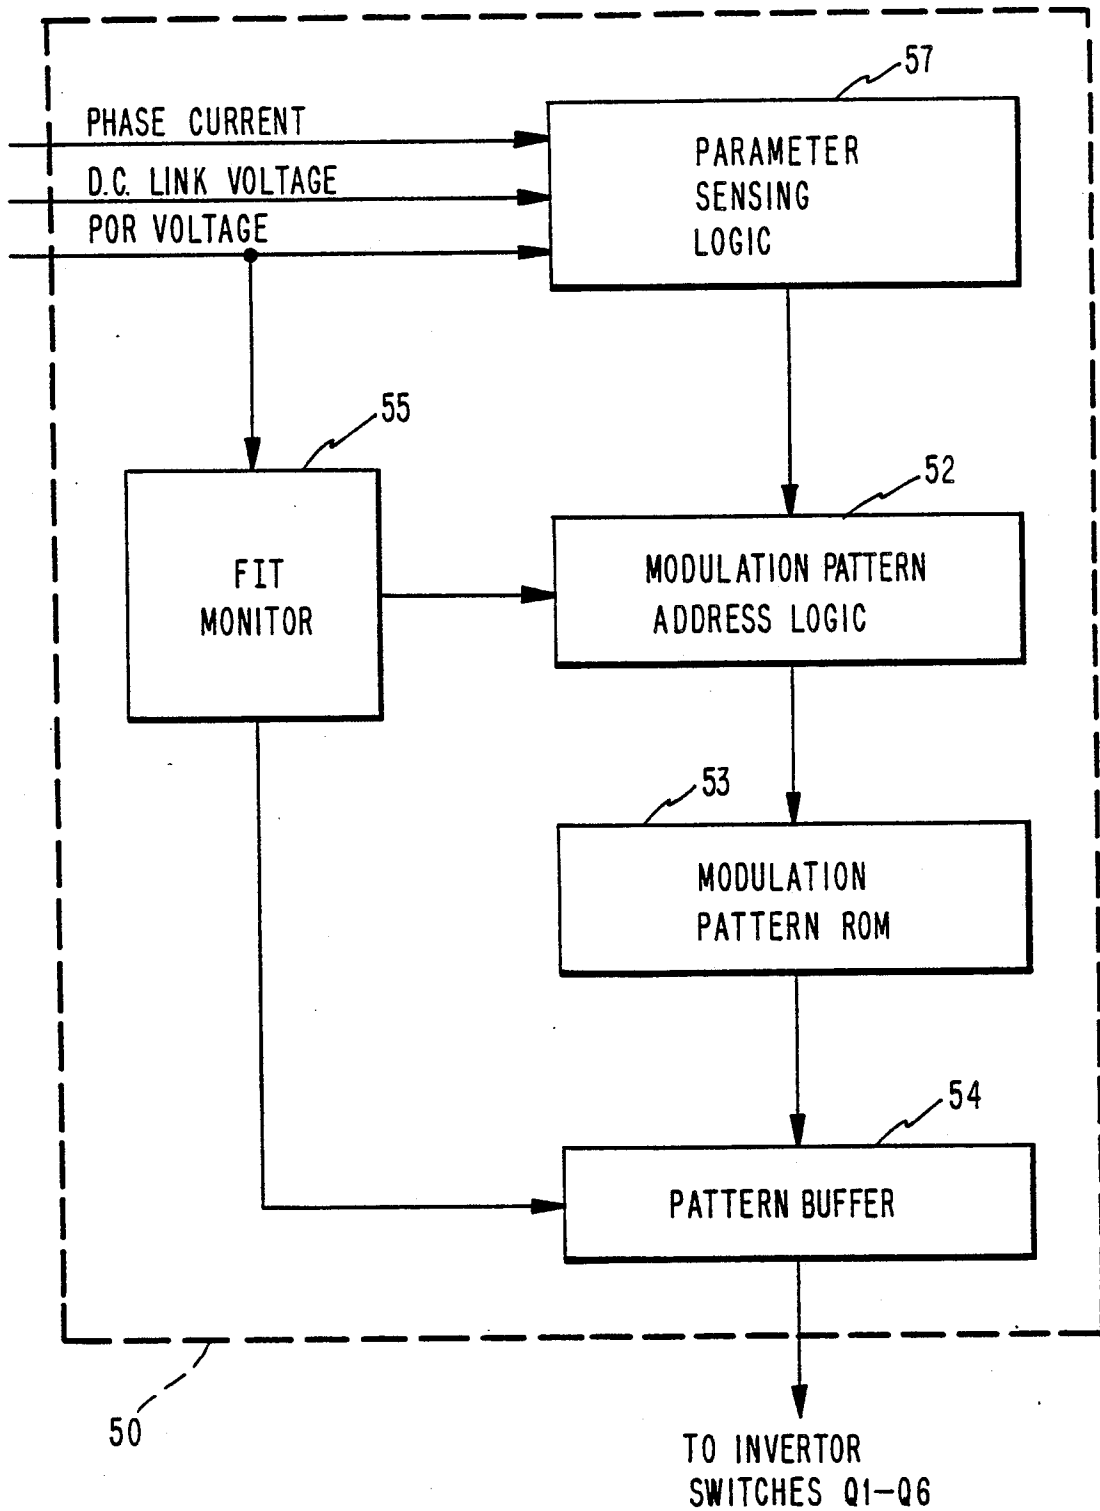 57
PHASE CURRENT
D.C. LINK VOLTAGE
POR VOLTAGE
PARAMETER
SENSING
LOGIC
55
52
FIT
MONITOR
MODULATION PATTERN
ADDRESS LOGIC
53
MODULATION
PATTERN ROM
54
PATTERN BUFFER
50
TO INVERTOR
SWITCHES Q1-Q6